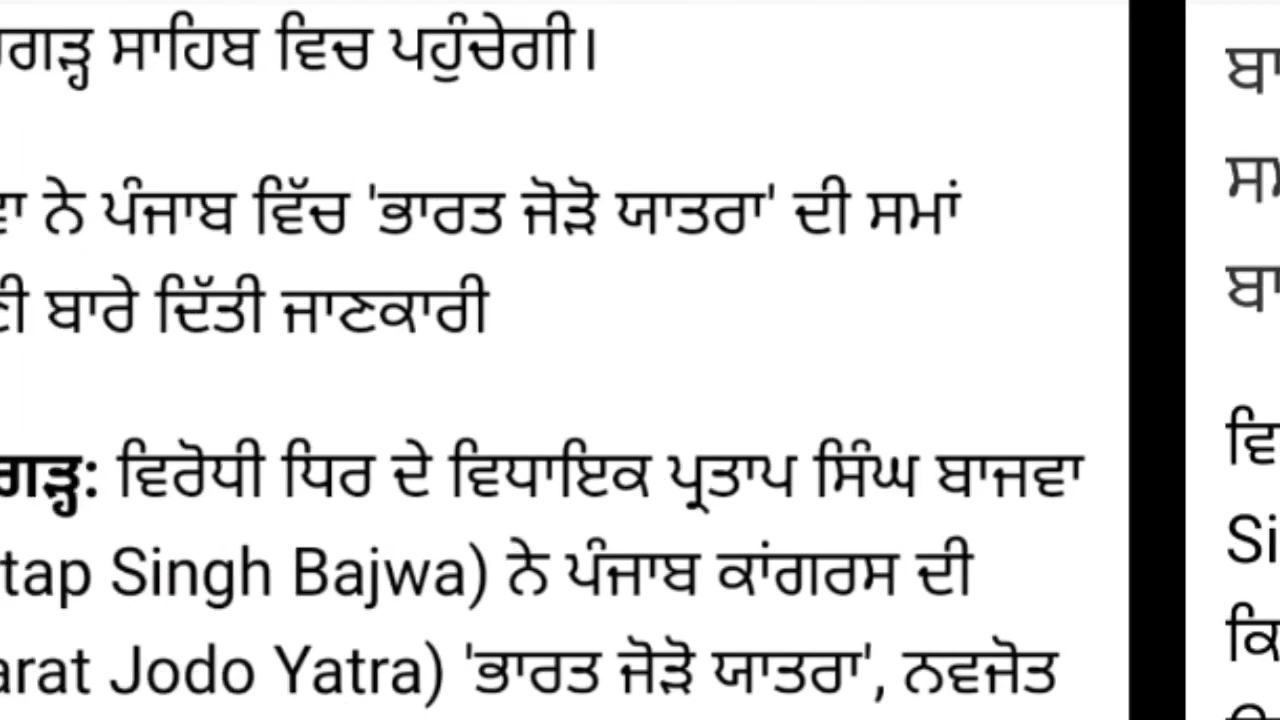 ਗੜ੍ਹ ਸਾਹਿਬ ਵਿਚ ਪਹੁੰਚੇਗੀ।
ਨੇ ਪੰਜਾਬ ਵਿੱਚ 'ਭਾਰਤ ਜੋੜੋ ਯਾਤਰਾ' ਦੀ ਸਮਾਂ
ਬਾਰੇ ਦਿੱਤੀ ਜਾਣਕਾਰੀ
ਗੜ੍ਹ: ਵਿਰੋਧੀ ਧਿਰ ਦੇ ਵਿਧਾਇਕ ਪ੍ਰਤਾਪ ਸਿੰਘ ਬਾਜਵਾ
tap Singh Bajwa) ਨੇ ਪੰਜਾਬ ਕਾਂਗਰਸ ਦੀ
arat Jodo Yatra) 'ਭਾਰਤ ਜੋੜੋ ਯਾਤਰਾ', ਨਵਜੋਤ